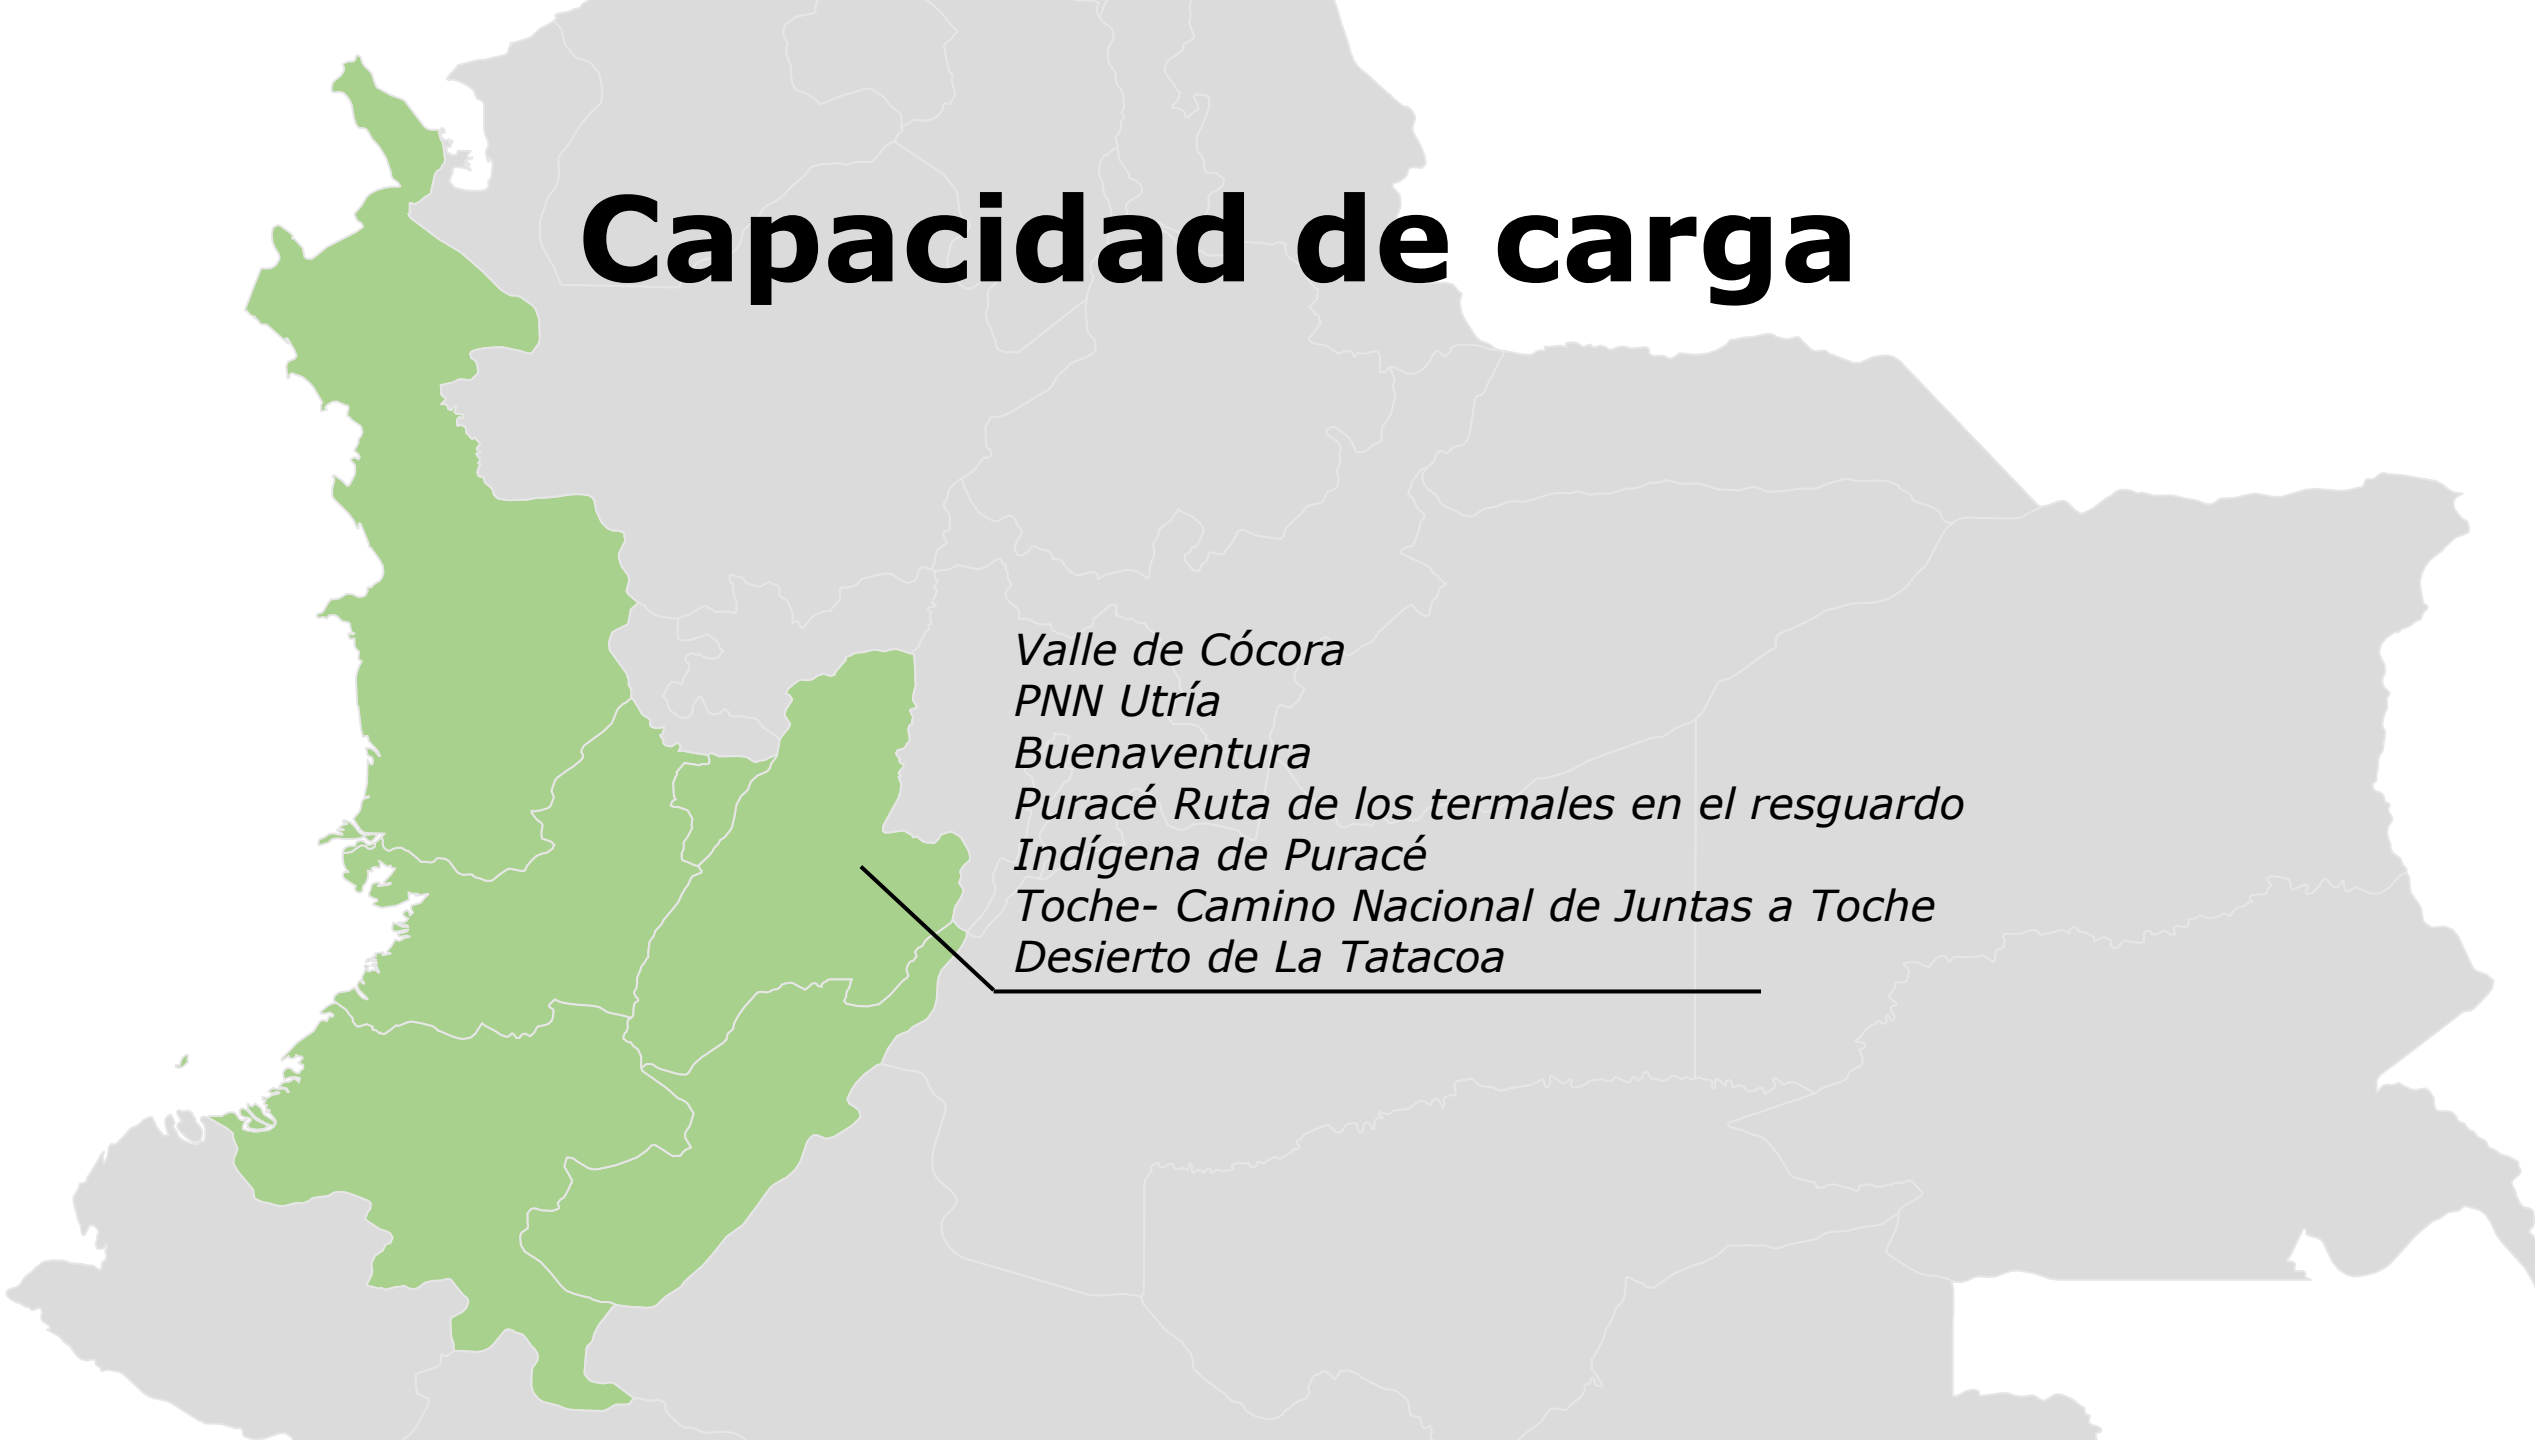 Capacidad de carga
Valle de Cócora
PNN Utría
Buenaventura
Puracé Ruta de los termales en el resguardo
Indígena de Puracé
Toche- Camino Nacional de Juntas a Toche
Desierto de La Tatacoa